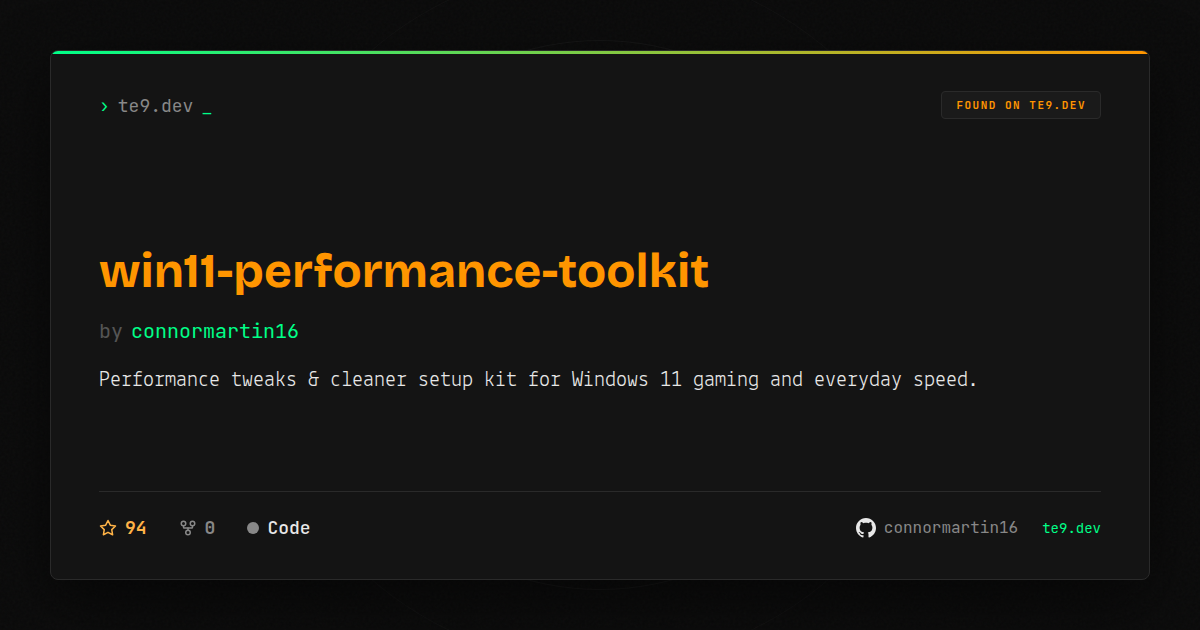 › te9.dev _
FOUND ON TE9.DEV
win11-performance-toolkit
by connormartin16
Performance tweaks & cleaner setup kit for Windows 11 gaming and everyday speed.
94 0 Code
connormartin16 te9.dev